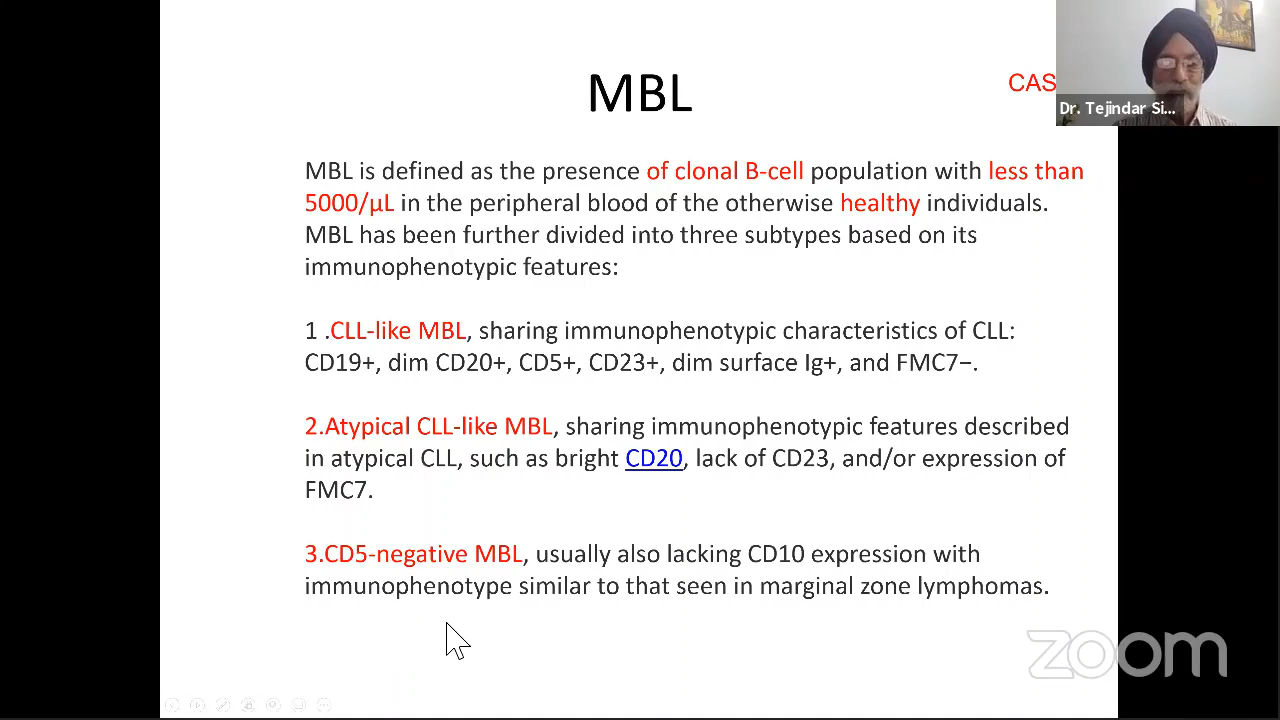 MBL
CAS
Dr. Tejindar Si...
MBL is defined as the presence of clonal B-cell population with less than
5000/µL in the peripheral blood of the otherwise healthy individuals.
MBL has been further divided into three subtypes based on its
immunophenotypic features:
1 .CLL-like MBL, sharing immunophenotypic characteristics of CLL:
CD19+, dim CD20+, CD5+, CD23+, dim surface Ig+, and FMC7−.
2.Atypical CLL-like MBL, sharing immunophenotypic features described
in atypical CLL, such as bright CD20, lack of CD23, and/or expression of
FMC7.
3.CD5-negative MBL, usually also lacking CD10 expression with
immunophenotype similar to that seen in marginal zone lymphomas.
zoom